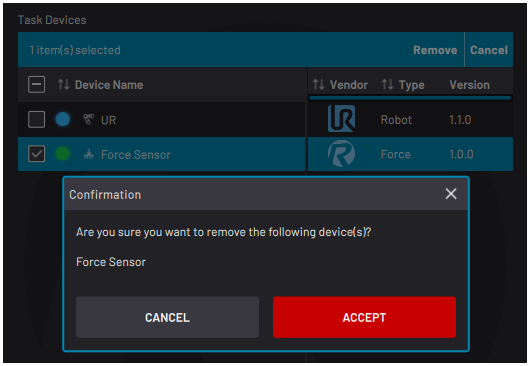 Task Devices
1 item(s) selected Remove Cancel
Device Name Vendor Type Version
UR UR Robot 1.1.0
Force Sensor R Force 1.0.0
Confirmation
Are you sure you want to remove the following device(s)?
Force Sensor
CANCEL ACCEPT